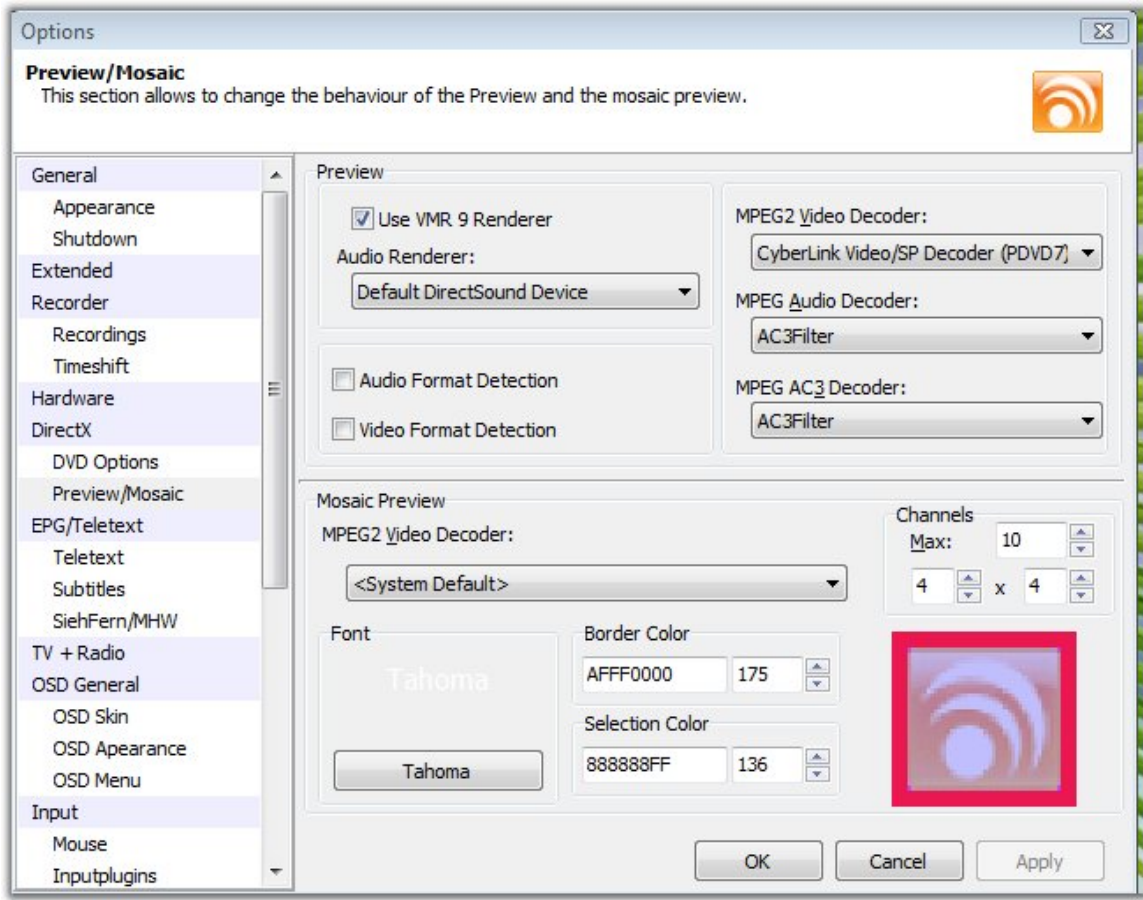 Options
Preview/Mosaic
This section allows to change the behaviour of the Preview and the mosaic preview.
General
Appearance
Shutdown
Extended
Recorder
Recordings
Timeshift
Hardware
DirectX
DVD Options
Preview/Mosaic
EPG/Teletext
Teletext
Subtitles
SiehFern/MHW
TV + Radio
OSD General
OSD Skin
OSD Apearance
OSD Menu
Input
Mouse
Inputplugins
Preview
Use VMR 9 Renderer
Audio Renderer:
Default DirectSound Device
Audio Format Detection
Video Format Detection
MPEG2 Video Decoder:
CyberLink Video/SP Decoder (PDVD7)
MPEG Audio Decoder:
AC3Filter
MPEG AC3 Decoder:
AC3Filter
Mosaic Preview
MPEG2 Video Decoder:
<System Default>
Channels
Max: 10
4 x 4
Font
Tahoma
Tahoma
Border Color
AFFF0000 175
Selection Color
888888FF 136
OK Cancel Apply